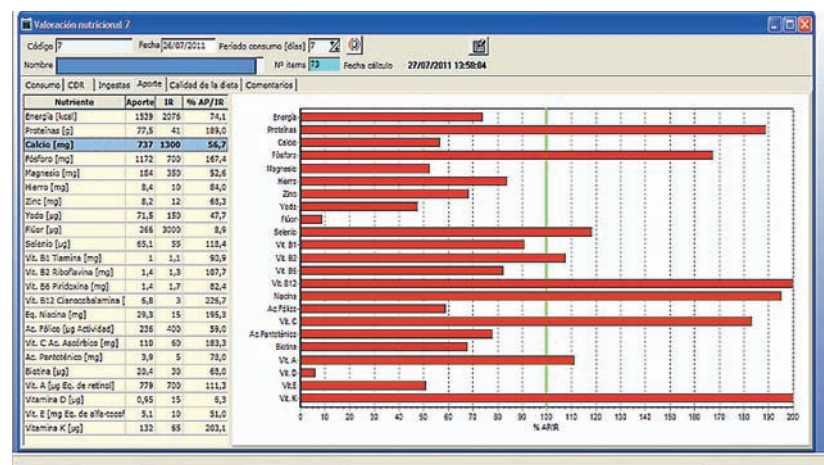 Valoración nutricional 7
Código 7 Fecha 26/07/2011 Período consumo [días] 7
Nombre Nº ítems 73 Fecha cálculo 27/07/2011 13:58:04
Consumo CDR Ingestas Aporte Calidad de la dieta Comentarios
Nutriente Aporte IR % AP/IR
Energía [kcal] 1539 2076 74,1
Proteínas [g] 77,5 41 189,0
Calcio [mg] 737 1300 56,7
Fósforo [mg] 1172 700 167,4
Magnesio [mg] 184 350 52,6
Hierro [mg] 8,4 10 84,0
Zinc [mg] 8,2 12 68,3
Yodo [µg] 71,5 150 47,7
Flúor [µg] 266 3000 8,9
Selenio [µg] 65,1 55 118,4
Vit. B1 Tiamina [mg] 1 1,1 90,9
Vit. B2 Riboflavina [mg] 1,4 1,3 107,7
Vit. B6 Piridoxina [mg] 1,4 1,7 82,4
Vit. B12 Cianocobalamina [ 6,8 3 226,7
Eq. Niacina [mg] 29,3 15 195,3
Ac. Fólico [µg Actividad] 236 400 59,0
Vit. C Ac. Ascórbico [mg] 110 60 183,3
Ac. Pantoténico [mg] 3,9 5 78,0
Biotina [µg] 20,4 30 68,0
Vit. A [µg Eq. de retinol] 779 700 111,3
Vitamina D [µg] 0,95 15 6,3
Vit. E [mg Eq. de alfa-tocof 5,1 10 51,0
Vitamina K [µg] 132 65 203,1
Energía
Proteínas
Calcio
Fósforo
Magnesio
Hierro
Zinc
Yodo
Flúor
Selenio
Vit. B1
Vit. B2
Vit. B6
Vit. B12
Niacina
Ac.Fólico
Vit. C
Ac.Pantoténico
Biotina
Vit. A
Vit. D
Vit.E
Vit. K
0 10 20 30 40 50 60 70 80 90 100 110 120 130 140 150 160 170 180 190 200
% AP/IR